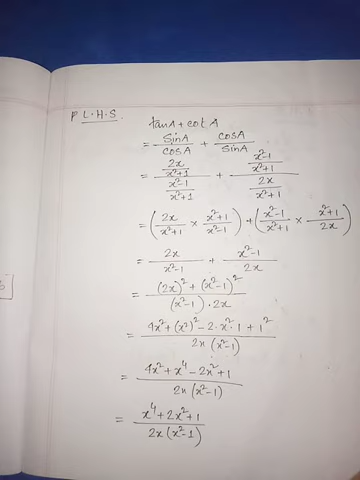 P L.H.S.
tanA + cot A
= SinA/cosA + cosA/SinA
= (2x/x²+1)/(x²-1/x²+1) + (x²-1/x²+1)/(2x/x²+1)
= (2x/x²+1 × x²+1/x²-1) + (x²-1/x²+1 × x²+1/2x)
= 2x/x²-1 + x²-1/2x
= (2x)² + (x²-1)²/(x²-1)·2x
= 4x² + (x²)² - 2·x²·1 + 1²/2x (x²-1)
= 4x² + x⁴ - 2x² + 1/2x (x²-1)
= x⁴ + 2x² + 1/2x (x²-1)